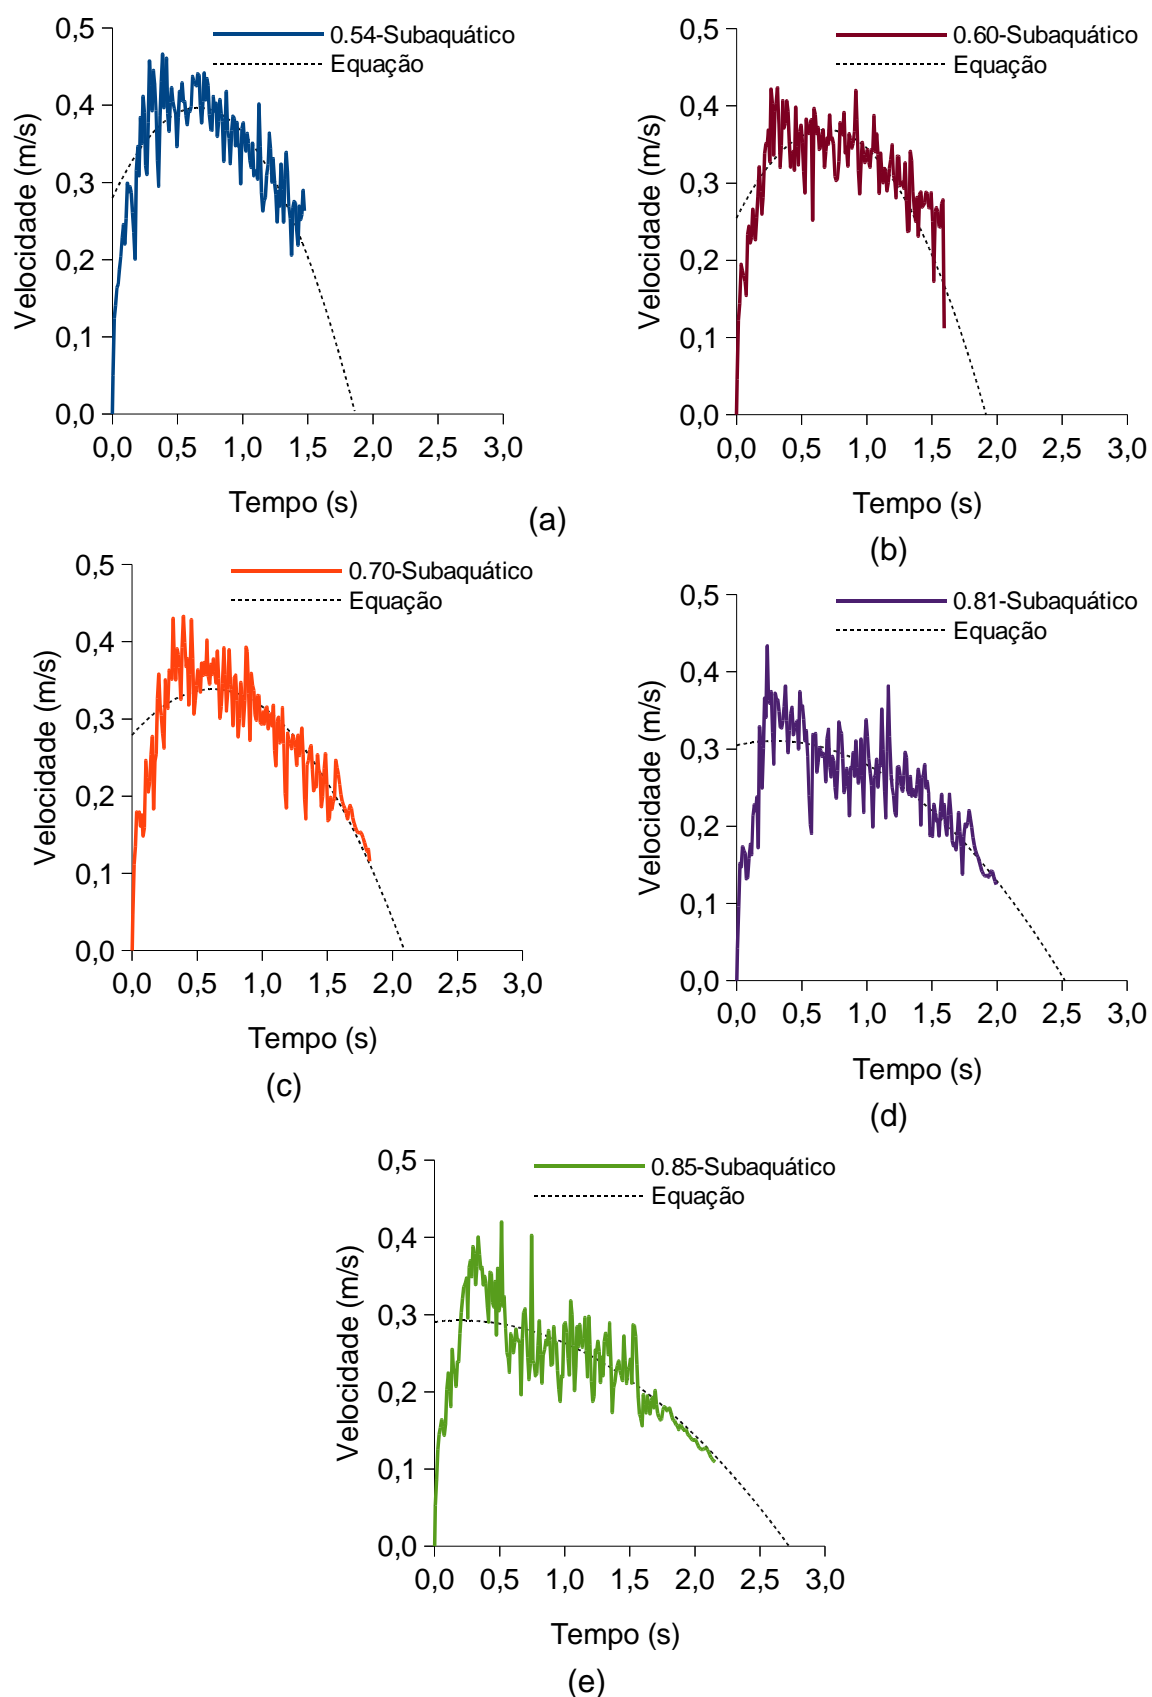 0.54-Subaquático
Equação
Velocidade (m/s)
0,5
0,4
0,3
0,2
0,1
0,0
0,0 0,5 1,0 1,5 2,0 2,5 3,0
Tempo (s)
(a)
0.60-Subaquático
Equação
Velocidade (m/s)
0,5
0,4
0,3
0,2
0,1
0,0
0,0 0,5 1,0 1,5 2,0 2,5 3,0
Tempo (s)
(b)
0.70-Subaquático
Equação
Velocidade (m/s)
0,5
0,4
0,3
0,2
0,1
0,0
0,0 0,5 1,0 1,5 2,0 2,5 3,0
Tempo (s)
(c)
0.81-Subaquático
Equação
Velocidade (m/s)
0,5
0,4
0,3
0,2
0,1
0,0
0,0 0,5 1,0 1,5 2,0 2,5 3,0
Tempo (s)
(d)
0.85-Subaquático
Equação
Velocidade (m/s)
0,5
0,4
0,3
0,2
0,1
0,0
0,0 0,5 1,0 1,5 2,0 2,5 3,0
Tempo (s)
(e)